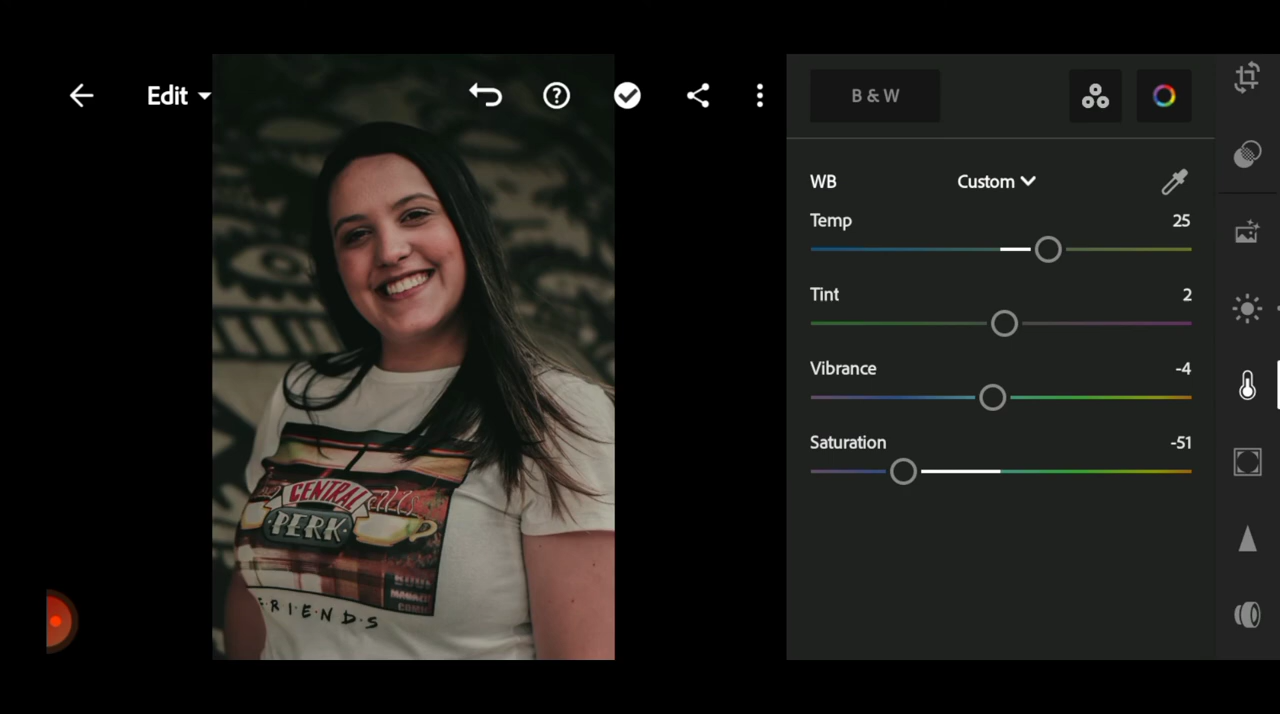 Edit
B & W
WB
Custom
Temp
25
Tint
2
Vibrance
-4
Saturation
-51
CENTRAL
PERK
R·I·E·N·D·S